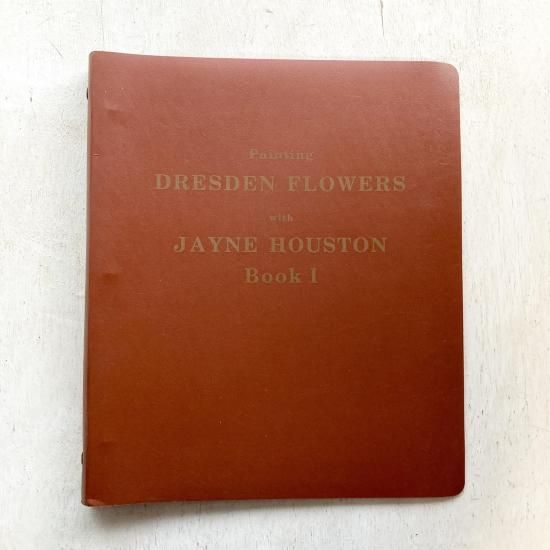 Painting
DRESDEN FLOWERS
with
JAYNE HOUSTON
Book I